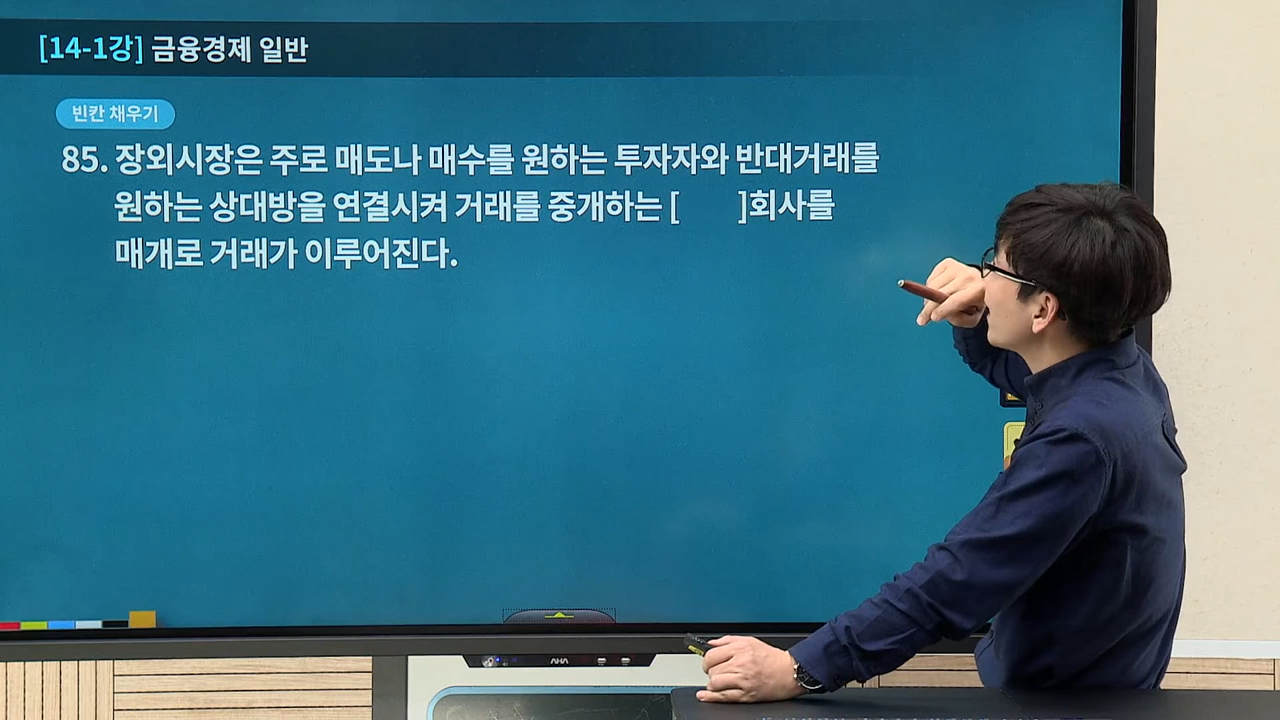 [14-1강] 금융경제 일반
빈칸 채우기
85. 장외시장은 주로 매도나 매수를 원하는 투자자와 반대거래를
원하는 상대방을 연결시켜 거래를 중개하는 [ ]회사를
매개로 거래가 이루어진다.
AHA